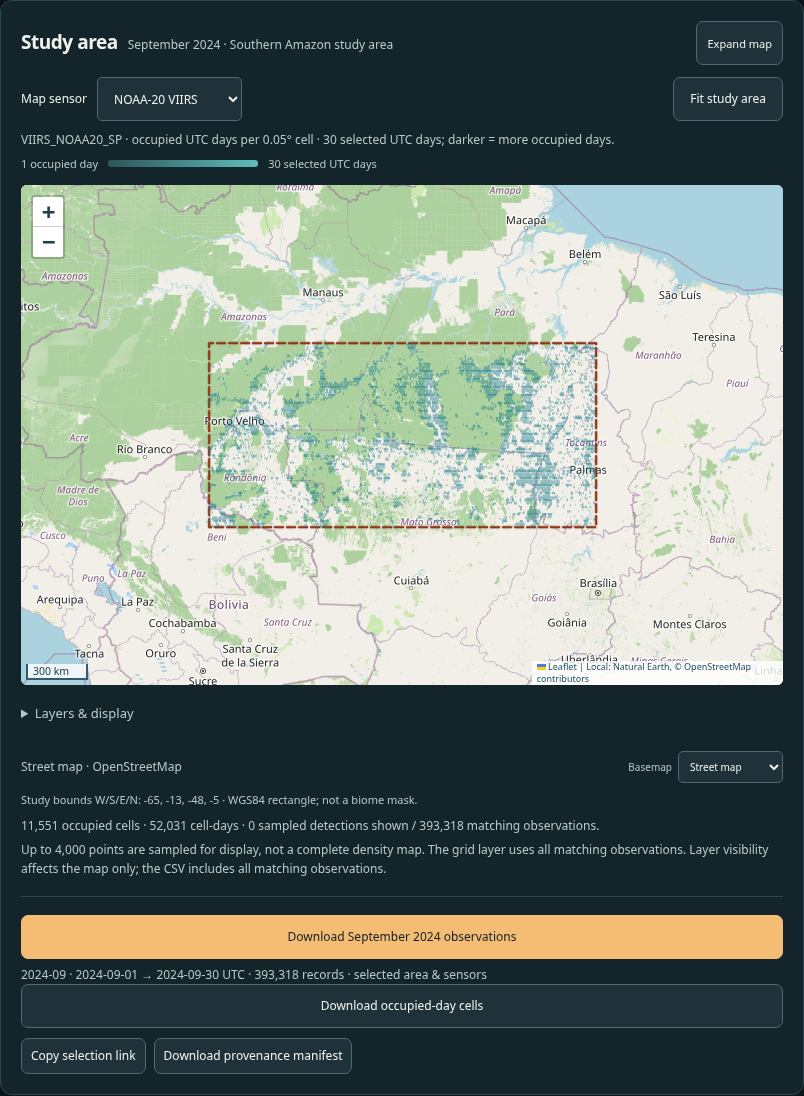 Study area September 2024 · Southern Amazon study area
Expand map
Map sensor NOAA-20 VIIRS
Fit study area
VIIRS_NOAA20_SP · occupied UTC days per 0.05° cell · 30 selected UTC days; darker = more occupied days.
1 occupied day 30 selected UTC days
Roraima
Amapá
+
Macapá
−
Belém
Amazonas
Manaus
São Luís
itos
Amazonas
Pará
Teresina
Maranhão
Piauí
Porto Velho
Acre
Rio Branco
Tocantins
Palmas
Rondônia
Madre de
Dios
Mato Grosso
Cusco
Beni
Bahia
Puno
La Paz
Cuiabá
Brasília
Arequipa
La Paz
Bolivia
Goiás
Cochabamba
Santa Cruz
Goiânia
Montes Claros
Tacna
Oruro
Santa Cruz
de la Sierra
Uberlândia
Minas Gerais
300 km
Sucre
Leaflet | Local: Natural Earth, © OpenStreetMap
contributors
Linha
Layers & display
Street map · OpenStreetMap
Basemap Street map
Study bounds W/S/E/N: -65, -13, -48, -5 · WGS84 rectangle; not a biome mask.
11,551 occupied cells · 52,031 cell-days · 0 sampled detections shown / 393,318 matching observations.
Up to 4,000 points are sampled for display, not a complete density map. The grid layer uses all matching observations. Layer visibility
affects the map only; the CSV includes all matching observations.
Download September 2024 observations
2024-09 · 2024-09-01 → 2024-09-30 UTC · 393,318 records · selected area & sensors
Download occupied-day cells
Copy selection link
Download provenance manifest